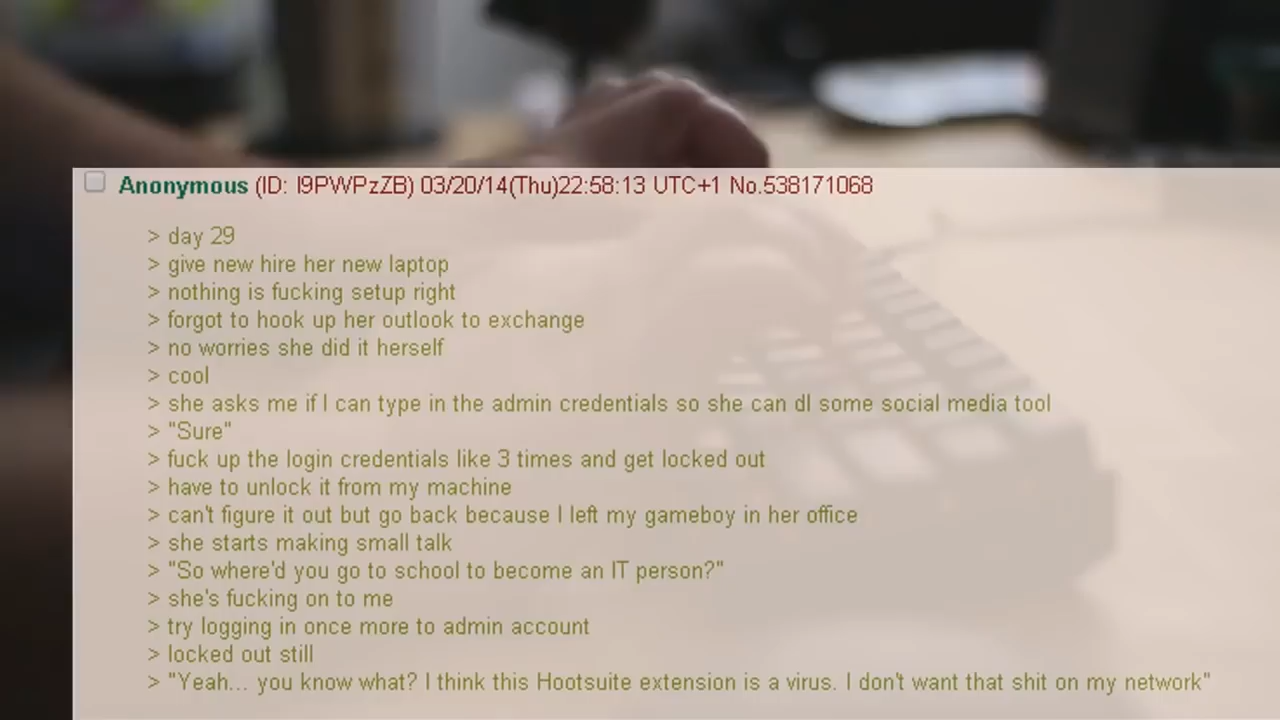 Anonymous (ID: I9PWPzZB) 03/20/14(Thu)22:58:13 UTC+1 No.538171068
> day 29
> give new hire her new laptop
> nothing is fucking setup right
> forgot to hook up her outlook to exchange
> no worries she did it herself
> cool
> she asks me if I can type in the admin credentials so she can dl some social media tool
> "Sure"
> fuck up the login credentials like 3 times and get locked out
> have to unlock it from my machine
> can't figure it out but go back because I left my gameboy in her office
> she starts making small talk
> "So where'd you go to school to become an IT person?"
> she's fucking on to me
> try logging in once more to admin account
> locked out still
> "Yeah... you know what? I think this Hootsuite extension is a virus. I don't want that shit on my network"